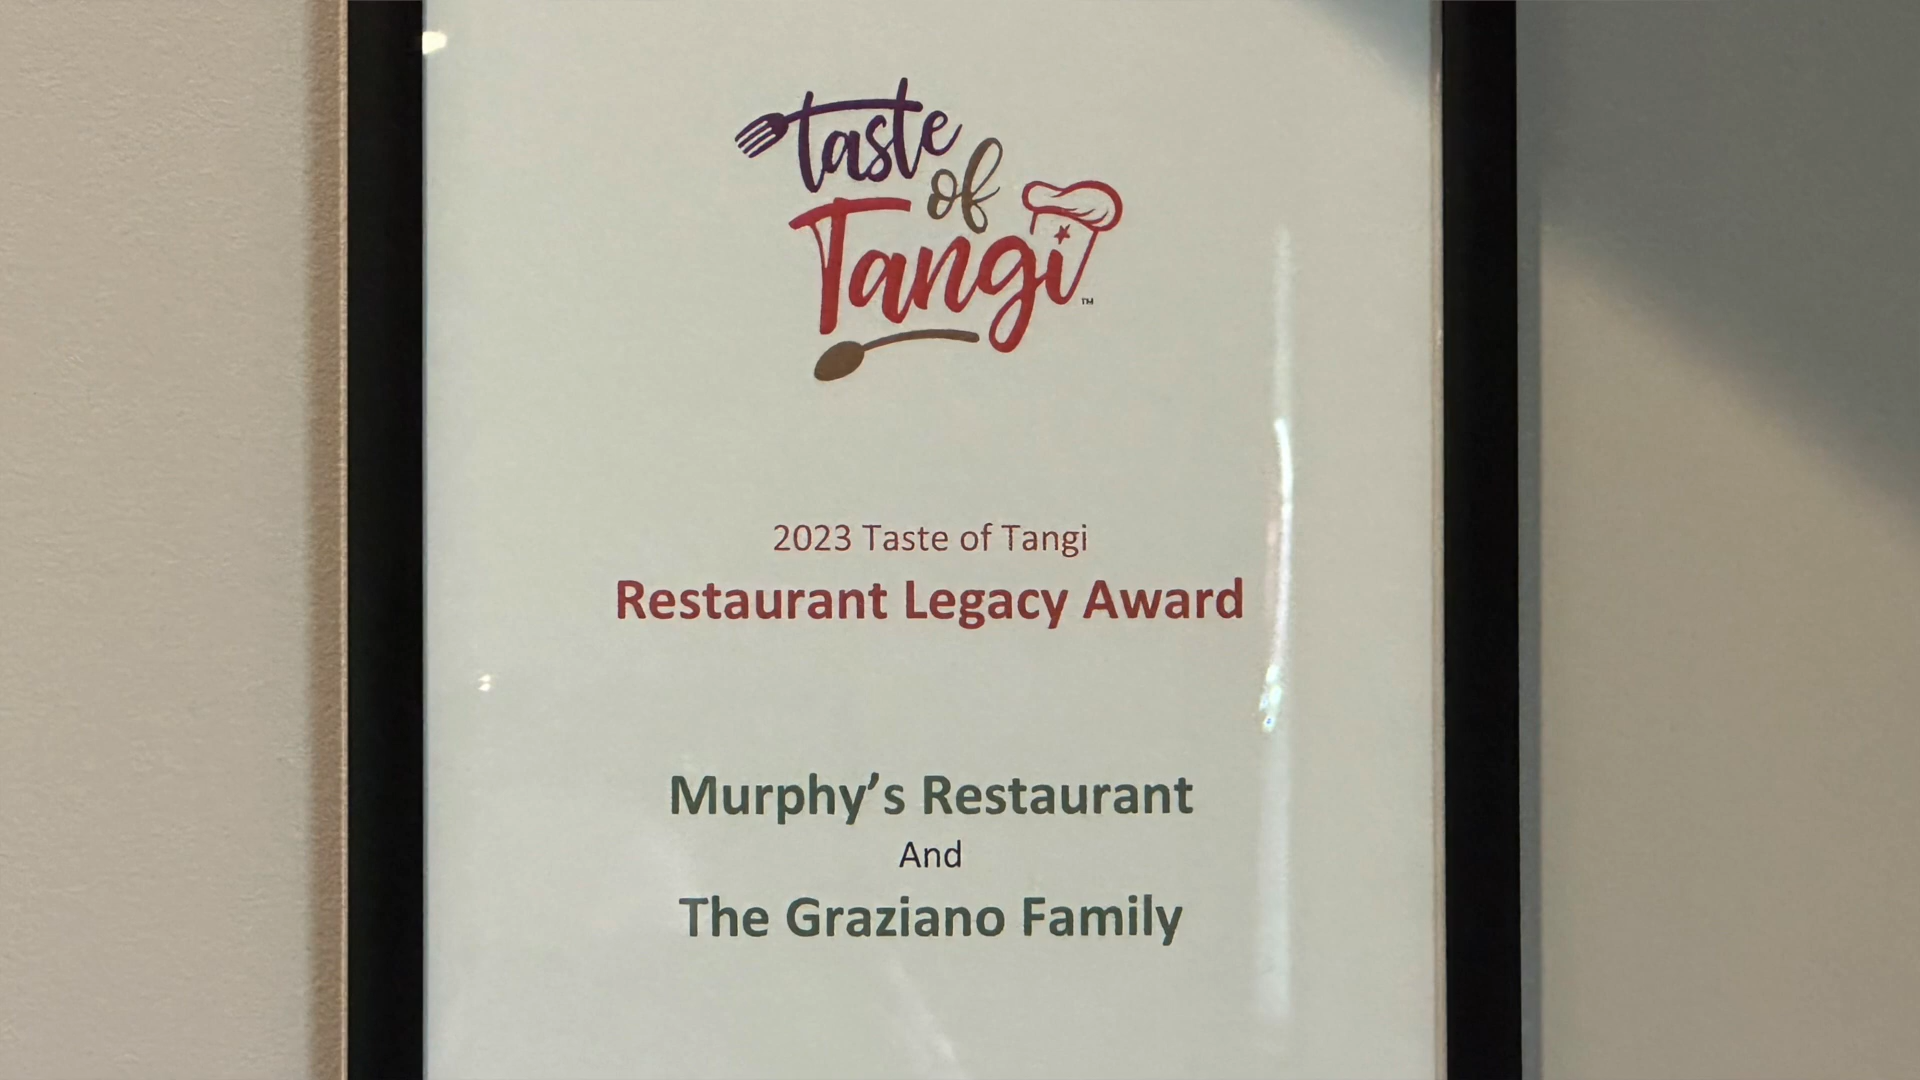 taste
of
Tangi
TM
2023 Taste of Tangi
Restaurant Legacy Award
Murphy’s Restaurant
And
The Graziano Family